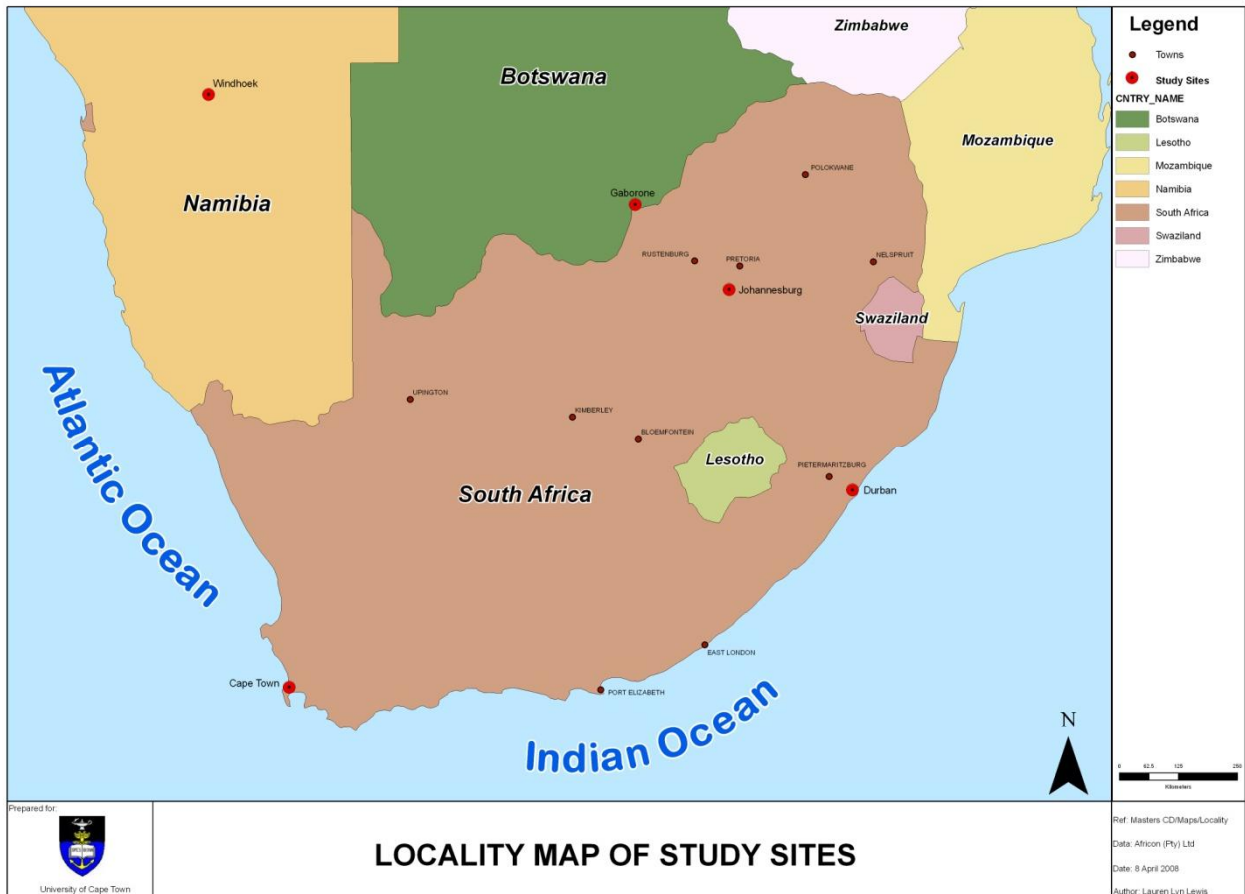 Zimbabwe
Windhoek
Botswana
Mozambique
POLOKWANE
Namibia
Gaborone
RUSTENBURG
PRETORIA
NELSPRUIT
Johannesburg
Swaziland
UPINGTON
KIMBERLEY
BLOEMFONTEIN
Lesotho
PIETERMARITZBURG
South Africa
Durban
Atlantic Ocean
EAST LONDON
Cape Town
PORT ELIZABETH
Indian Ocean
Legend
Towns
Study Sites
CNTRY_NAME
Botswana
Lesotho
Mozambique
Namibia
South Africa
Swaziland
Zimbabwe
N
0 62.5 125 250
Kilometers
Prepared for:
University of Cape Town
LOCALITY MAP OF STUDY SITES
Ref: Masters CD/Maps/Locality
Data: Africon (Pty) Ltd
Date: 8 April 2008
Author: Lauren Lyn Lewis